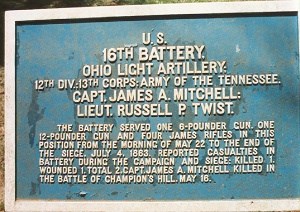 U.S.
16TH BATTERY,
OHIO LIGHT ARTILLERY;
12TH DIV.:13TH CORPS:ARMY OF THE TENNESSEE.
CAPT. JAMES A. MITCHELL:
LIEUT. RUSSELL P. TWIST.
THE BATTERY SERVED ONE 6-POUNDER GUN, ONE
12-POUNDER GUN AND FOUR JAMES RIFLES IN THIS
POSITION FROM THE MORNING OF MAY 22 TO THE END OF
THE SIEGE, JULY 4, 1863. REPORTED CASUALTIES IN
BATTERY DURING THE CAMPAIGN AND SIEGE: KILLED 1,
WOUNDED 1, TOTAL 2. CAPT. JAMES A. MITCHELL KILLED IN
THE BATTLE OF CHAMPION'S HILL, MAY 16.